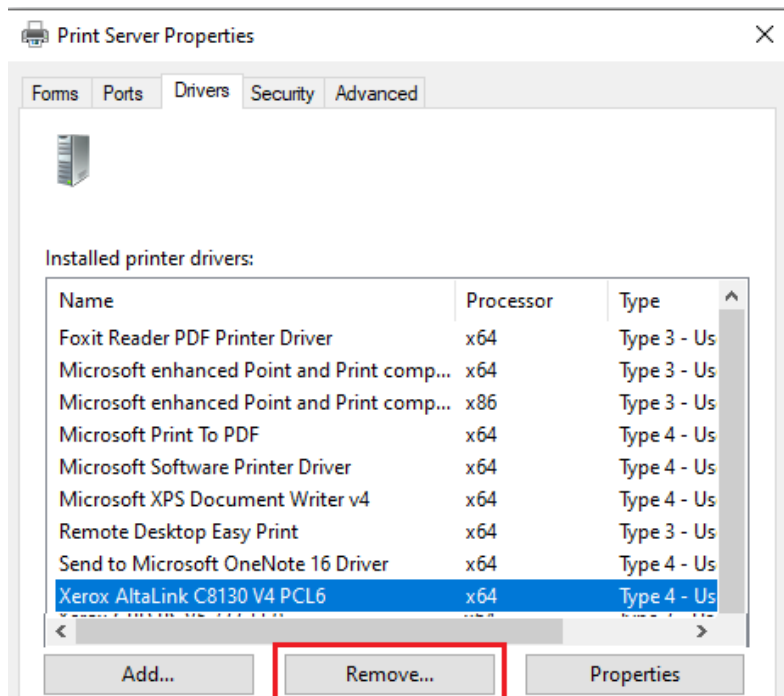 Print Server Properties
Forms Ports Drivers Security Advanced
Installed printer drivers:
Name Processor Type
Foxit Reader PDF Printer Driver x64 Type 3 - Us
Microsoft enhanced Point and Print comp... x64 Type 3 - Us
Microsoft enhanced Point and Print comp... x86 Type 3 - Us
Microsoft Print To PDF x64 Type 4 - Us
Microsoft Software Printer Driver x64 Type 4 - Us
Microsoft XPS Document Writer v4 x64 Type 4 - Us
Remote Desktop Easy Print x64 Type 3 - Us
Send to Microsoft OneNote 16 Driver x64 Type 4 - Us
Xerox AltaLink C8130 V4 PCL6 x64 Type 4 - Us
Add... Remove... Properties